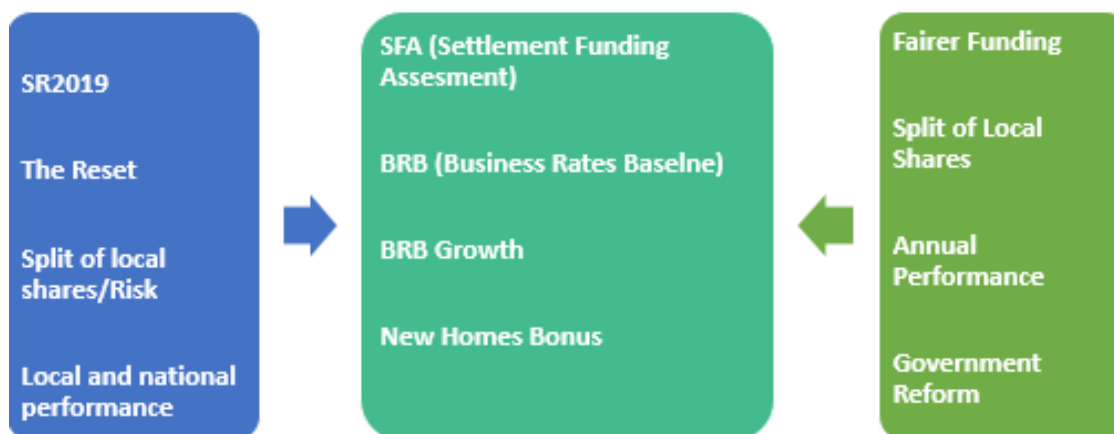 SR2019
The Reset
Split of local
shares/Risk
Local and national
performance
SFA (Settlement Funding
Assesment)
BRB (Business Rates Baselne)
BRB Growth
New Homes Bonus
Fairer Funding
Split of Local
Shares
Annual
Performance
Government
Reform